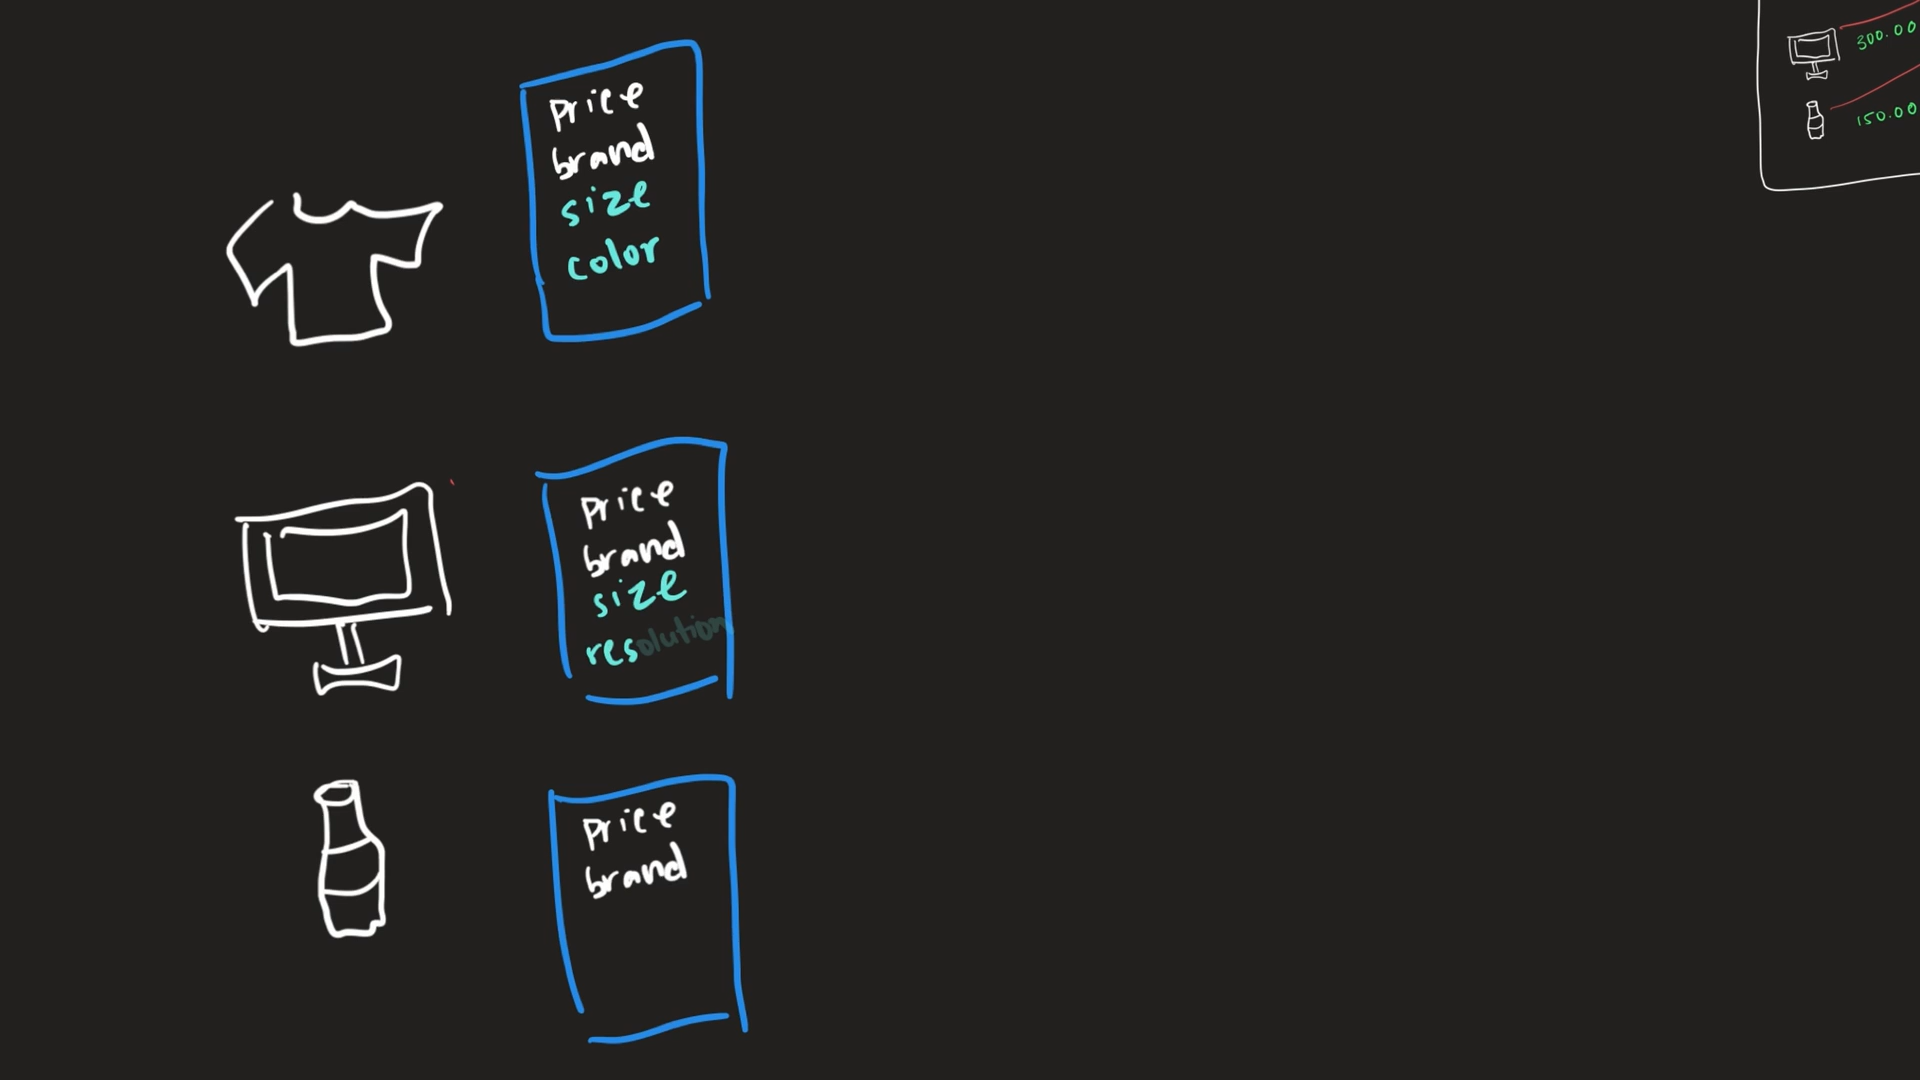 price
brand
size
color
price
brand
size
resolution
price
brand
300.00
150.00